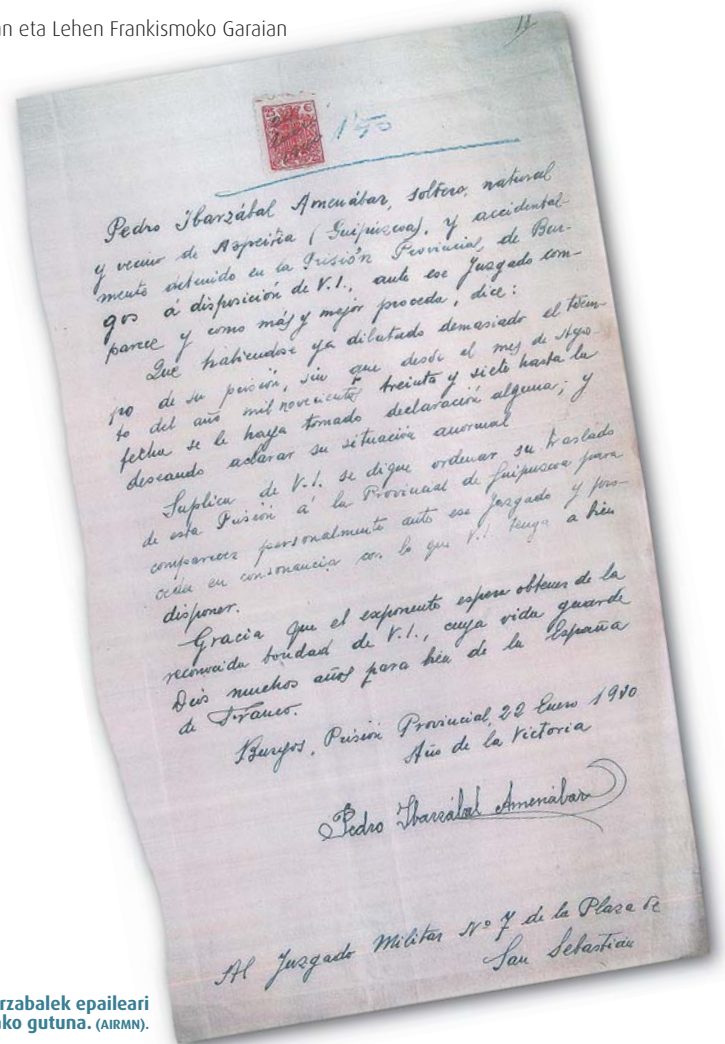 n eta Lehen Frankismoko Garaian
11
1'50
Pedro Ibarzábal Amenábar, soltero, natural
y vecino de Azpeitia (Guipúzcoa), y accidental-
mente detenido en la Prisión Provincial, de Bur-
gos á disposición de V.I., ante ese Juzgado com-
parece y como más y mejor proceda, dice:
Que habiendose ya dilatado demasiado el tiem-
po de su prisión, sin que desde el mes de Agos-
to del año mil novecientos treinta y siete hasta la
fecha se le haya tomado declaración alguna; y
deseando aclarar su situación anormal
Suplica de V.I. se digne ordenar su traslado
de esta Prisión á la Provincial de Guipuzcoa para
comparecer personalmente ante ese Juzgado y pro-
ceda en consonancia con lo que V.I. tenga a bien
disponer.
Gracia que el exponente espera obtener de la
reconocida bondad de V.I., cuya vida guarde
Dios muchos años para bien de la España
de Franco.
Burgos, Prisión Provincial, 22 Enero 1940
Año de la Victoria
Pedro Ibarzábal Amenábar
Al Juzgado Militar Nº 7 de la Plaza de
San Sebastián
rzabalek epaileari
ako gutuna. (AIRMN).